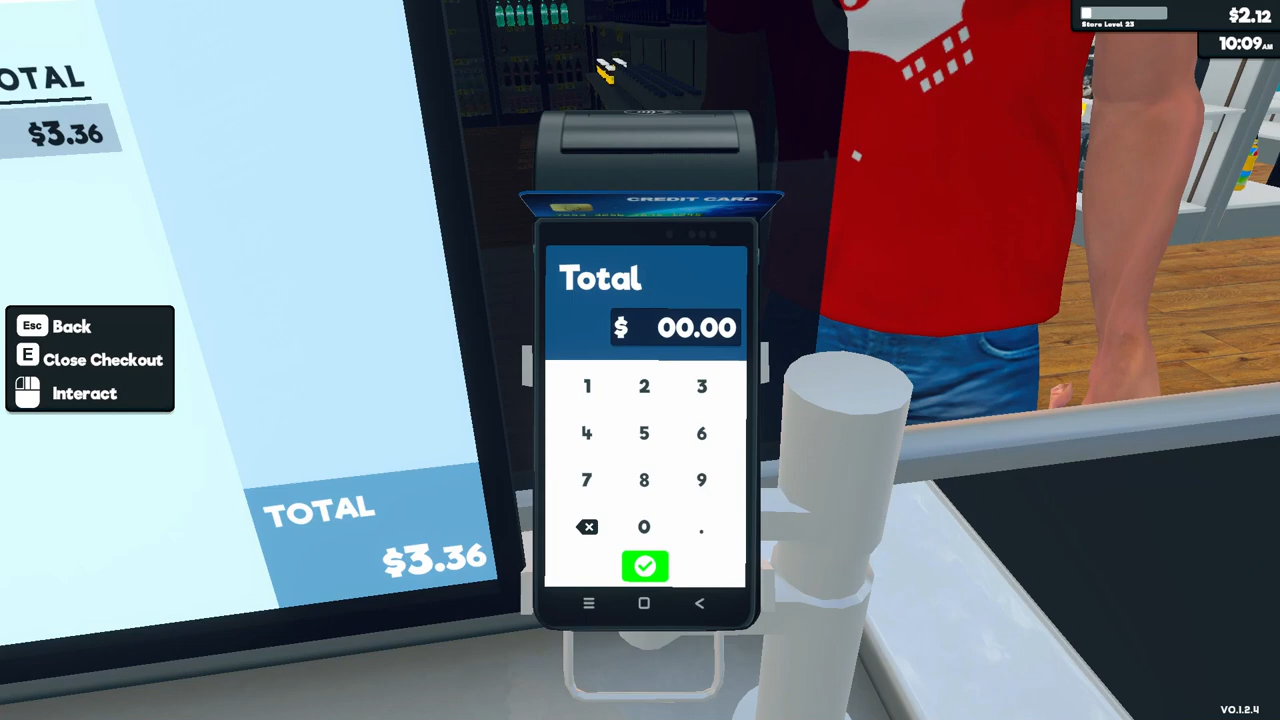 $2.12
Store Level 23
10:09AM
OTAL
$3.36
CREDIT CARD
Total
$ 00.00
Esc Back
E Close Checkout
Interact
1 2 3
4 5 6
7 8 9
0 .
TOTAL
$3.36
V0.1.2.4